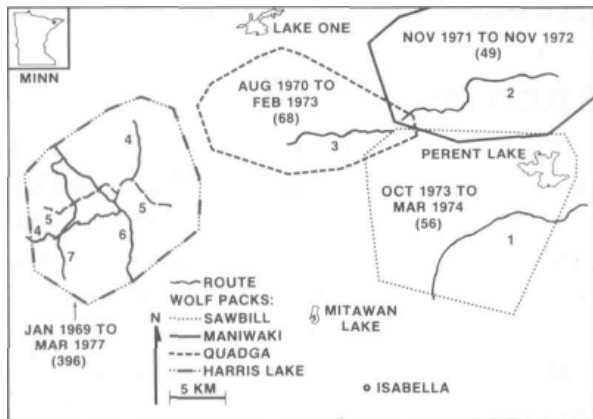 MINN
LAKE ONE
NOV 1971 TO NOV 1972
(49)
2
AUG 1970 TO
FEB 1973
(68)
3
4
5
5
4
6
7
PERENT LAKE
OCT 1973 TO
MAR 1974
(56)
1
JAN 1969 TO
MAR 1977
(396)
ROUTE
WOLF PACKS:
SAWBILL
MANIWAKI
QUADGA
HARRIS LAKE
N
5 KM
MITAWAN
LAKE
ISABELLA